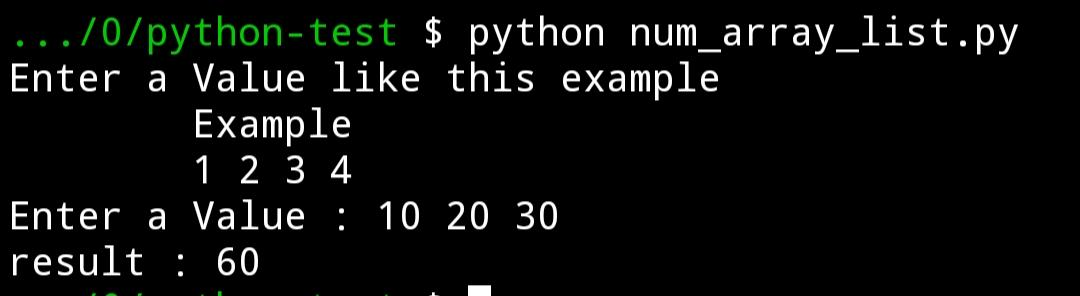 .../0/python-test $ python num_array_list.py
Enter a Value like this example
Example
1 2 3 4
Enter a Value : 10 20 30
result : 60